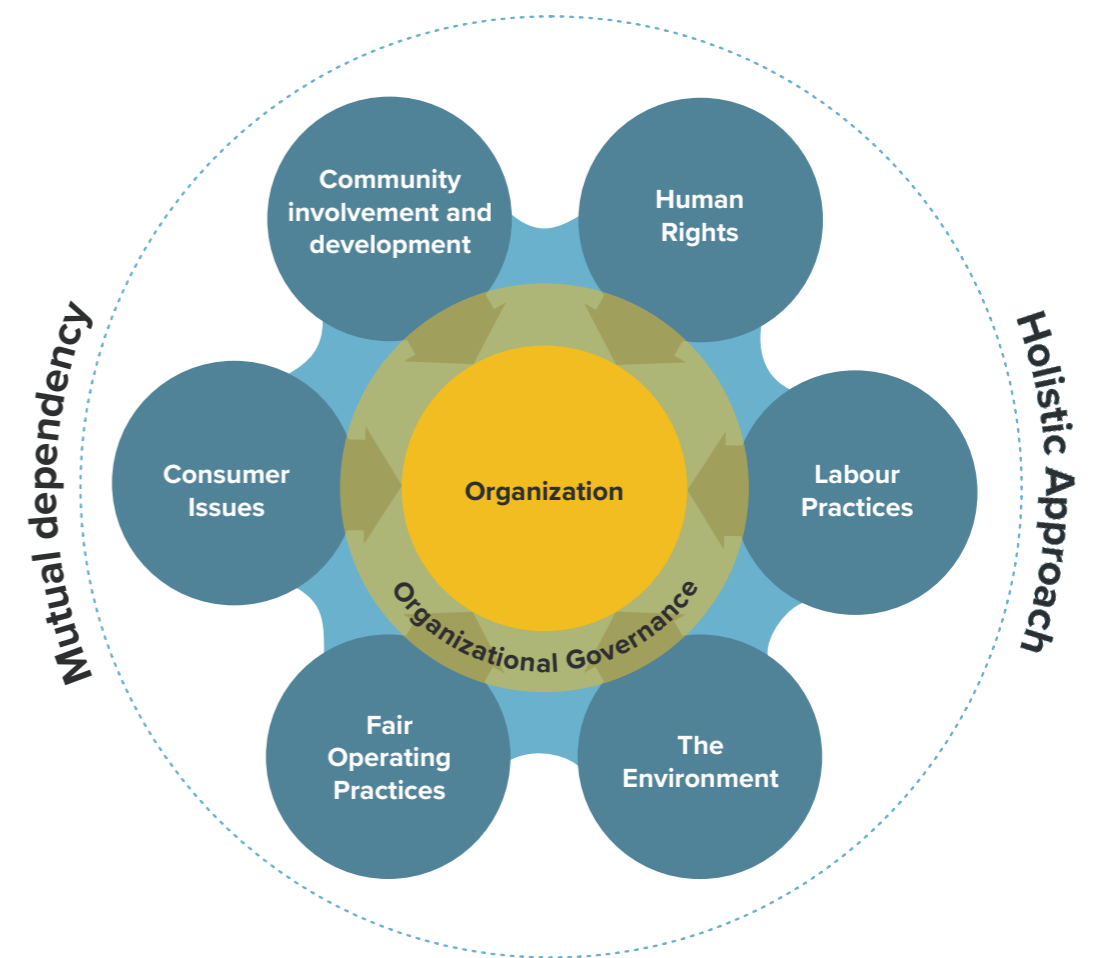 Community
involvement and
development
Human
Rights
Mutual dependency
Holistic Approach
Consumer
Issues
Organization
Labour
Practices
Organizational Governance
Fair
Operating
Practices
The
Environment